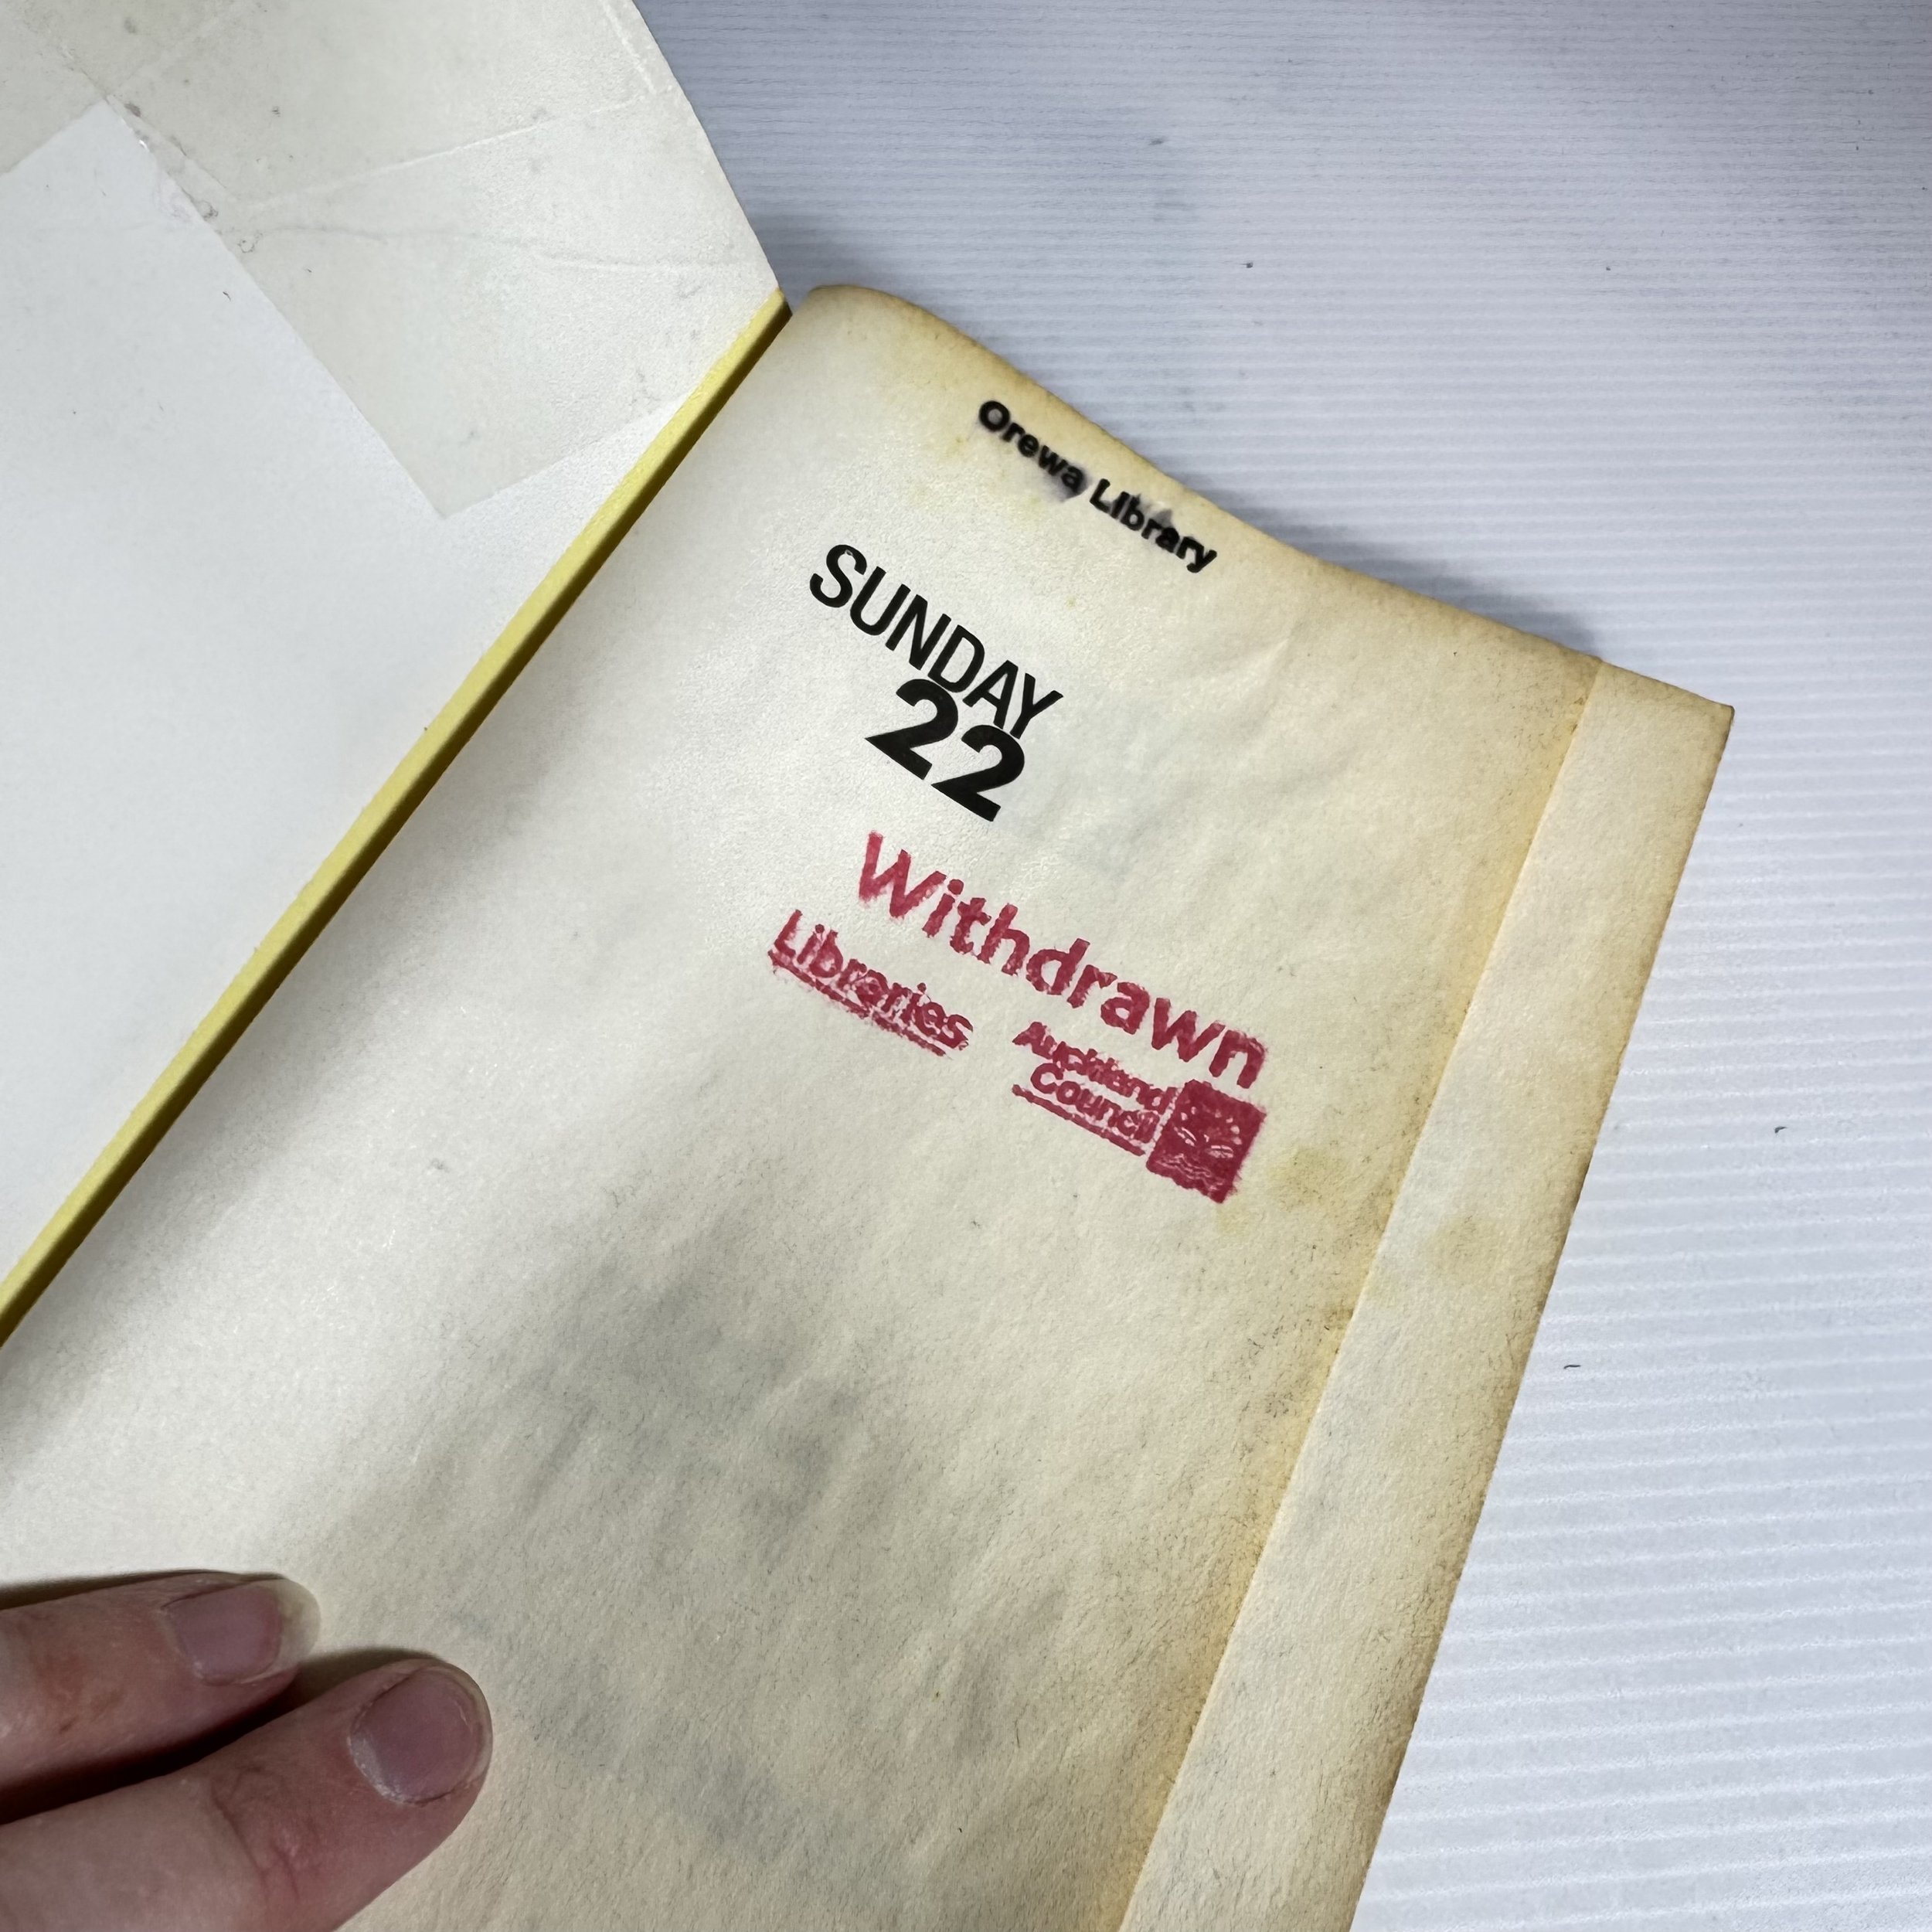 Orewa Library
SUNDAY
22
Withdrawn
Libraries
Auckland
Council